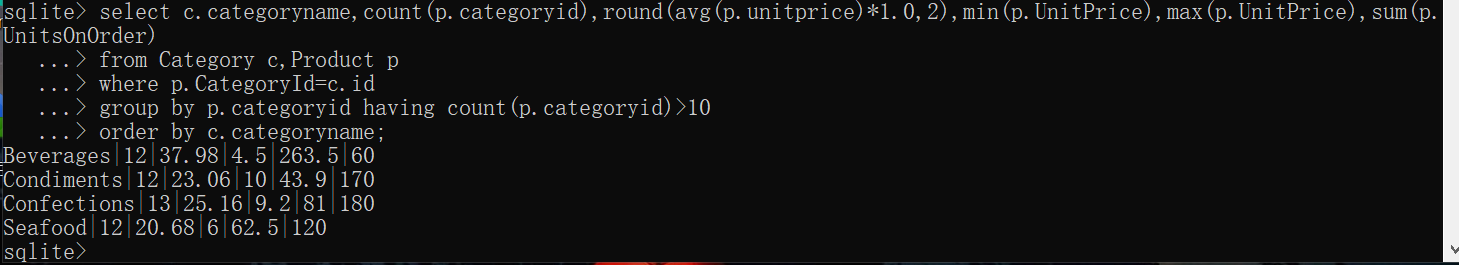 sqlite> select c.categoryname,count(p.categoryid),round(avg(p.unitprice)*1.0,2),min(p.UnitPrice),max(p.UnitPrice),sum(p.
UnitsOnOrder)
...> from Category c,Product p
...> where p.CategoryId=c.id
...> group by p.categoryid having count(p.categoryid)>10
...> order by c.categoryname;
Beverages|12|37.98|4.5|263.5|60
Condiments|12|23.06|10|43.9|170
Confections|13|25.16|9.2|81|180
Seafood|12|20.68|6|62.5|120
sqlite>